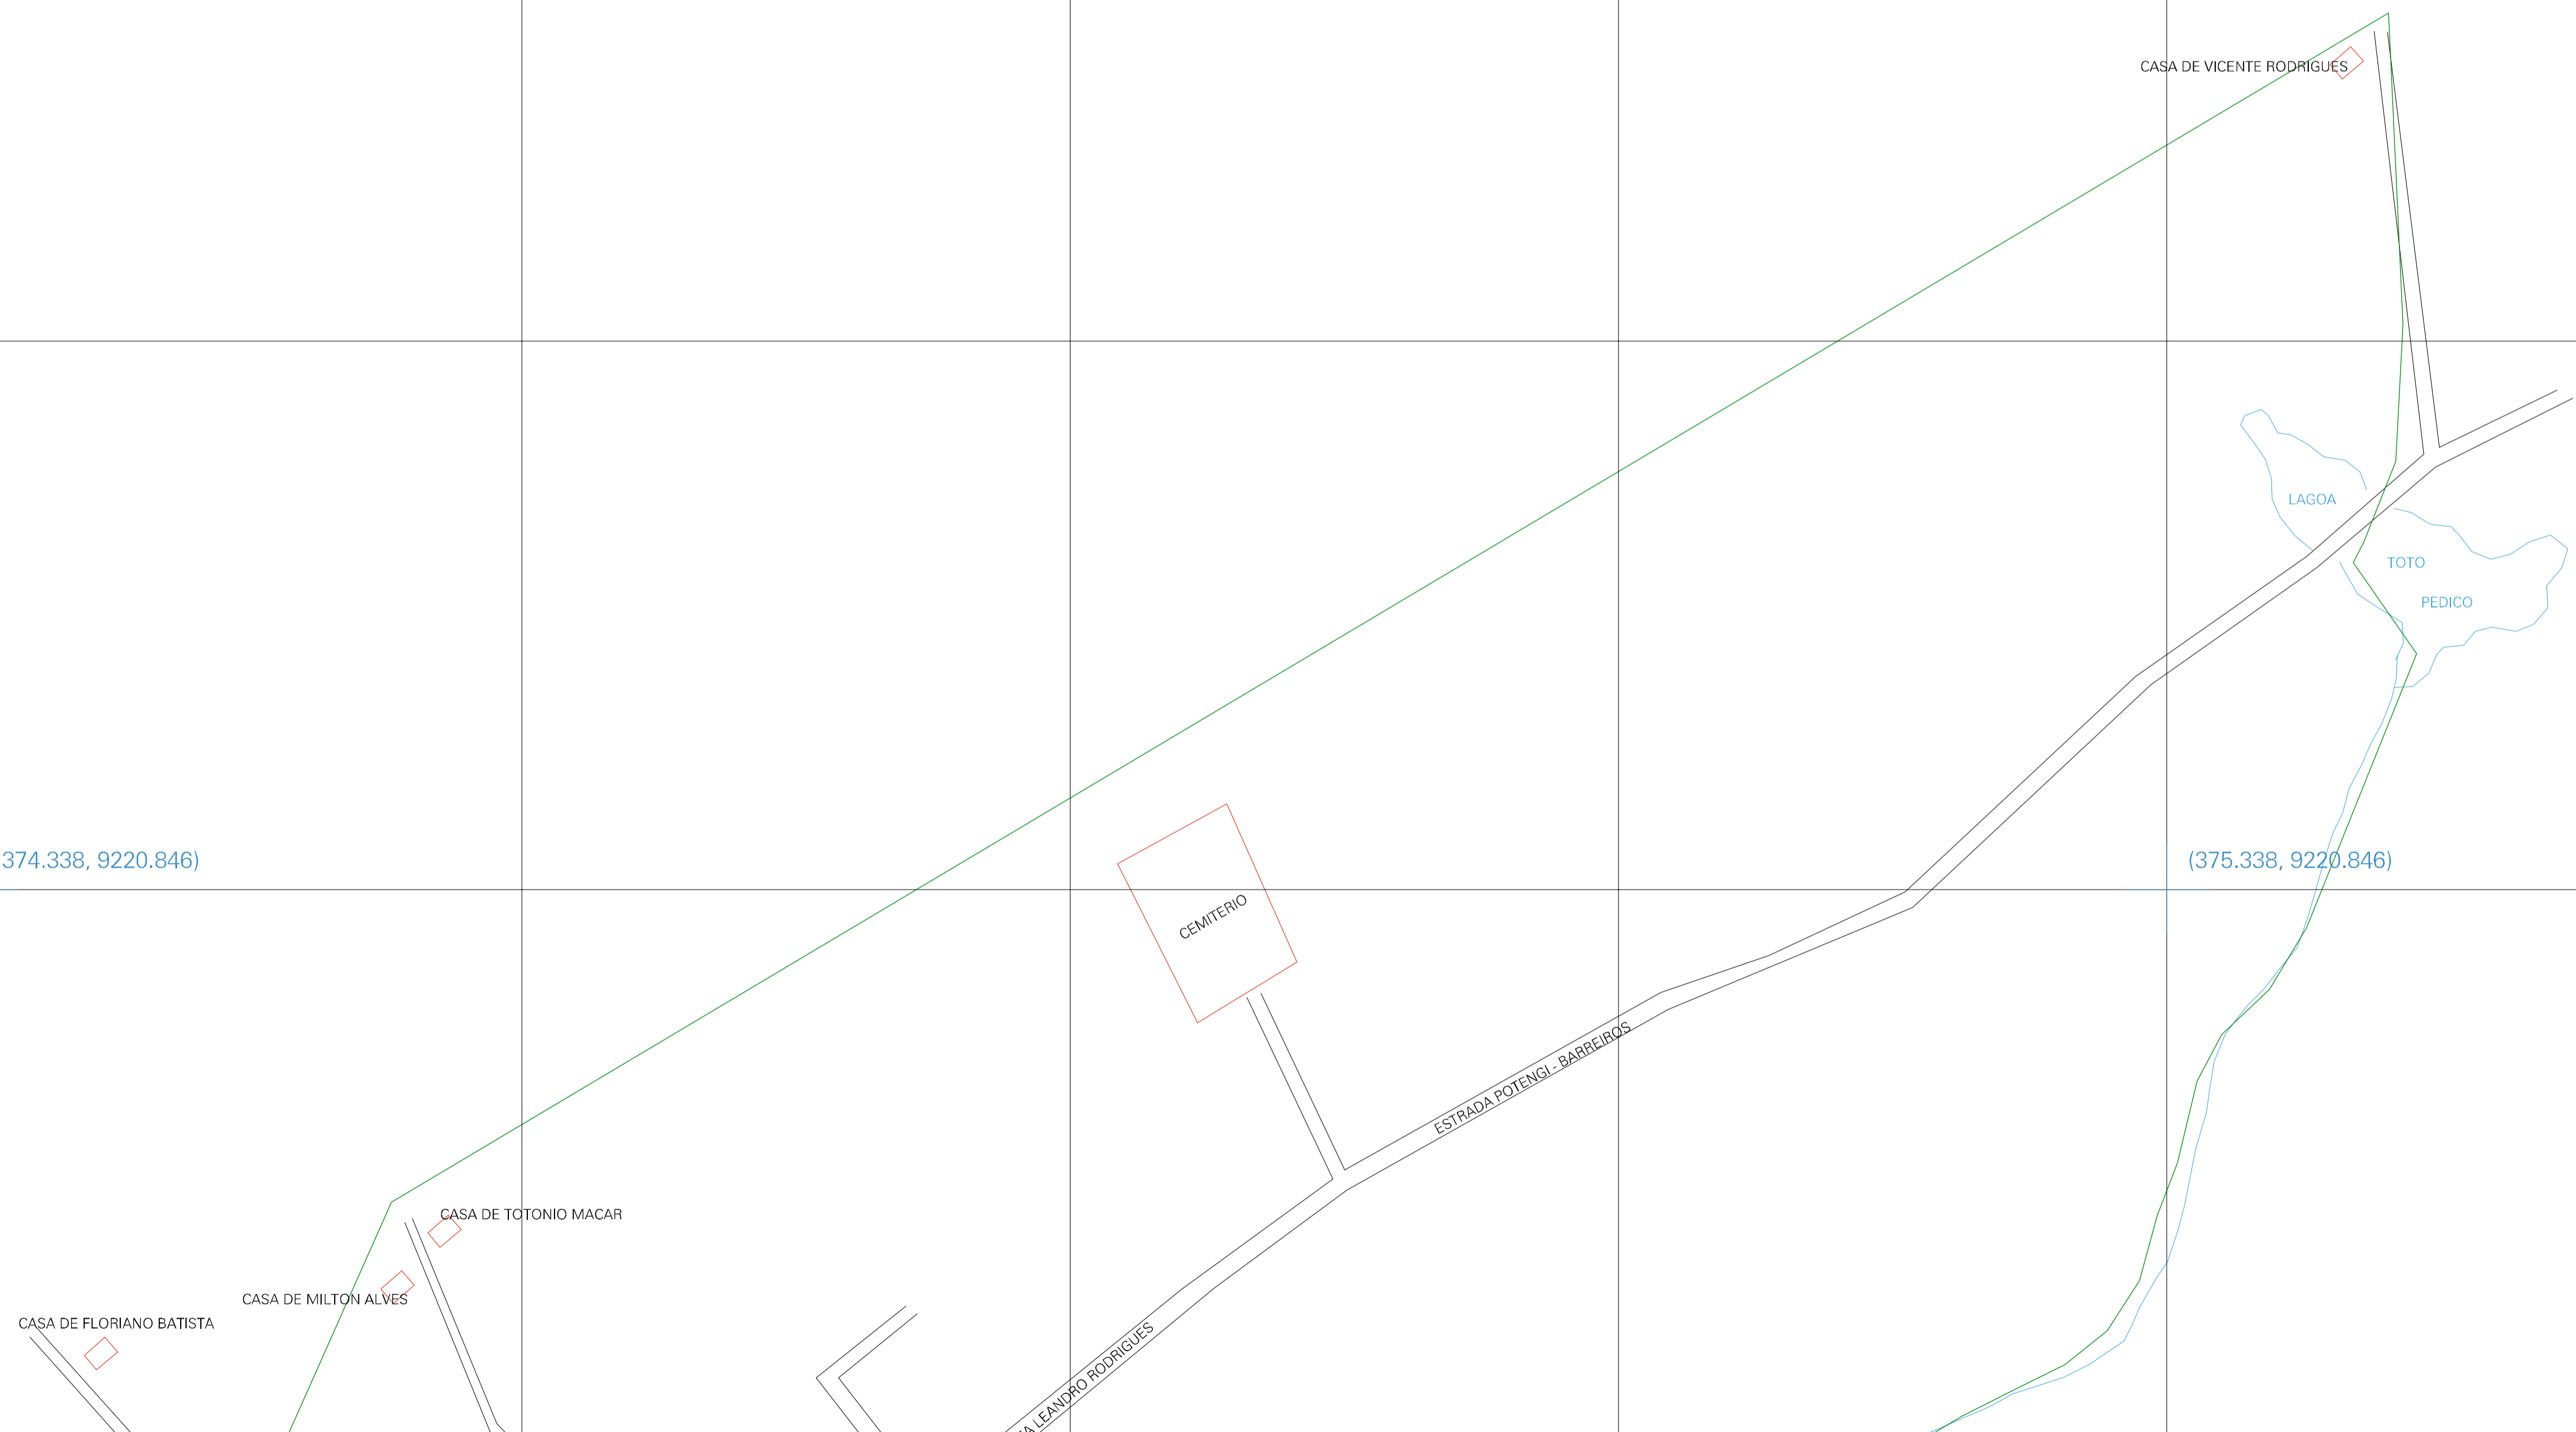 CASA DE VICENTE RODRIGUES
LAGOA
TOTO
PEDICO
374.338, 9220.846)
(375.338, 9220.846)
CEMITERIO
ESTRADA POTENGI - BARREIROS
CASA DE TOTONIO MACAR
CASA DE MILTON ALVES
CASA DE FLORIANO BATISTA
LEANDRO RODRIGUES